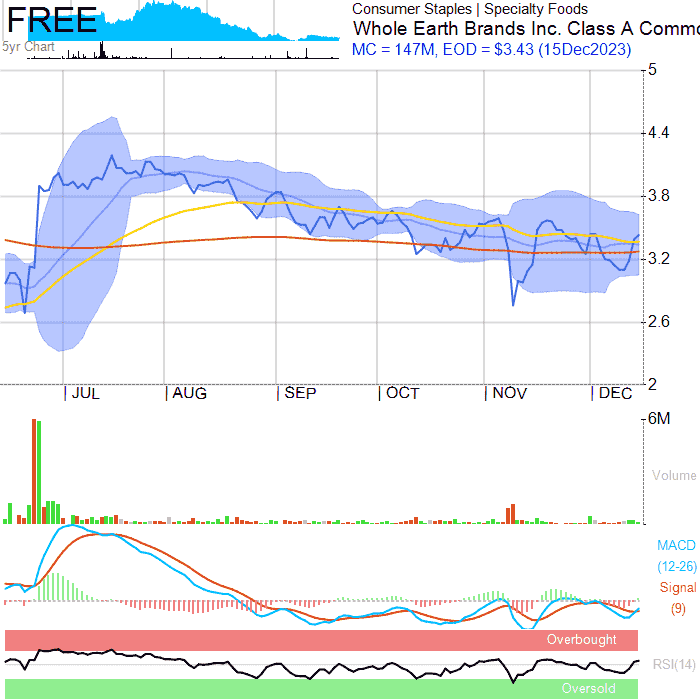 FREE
5yr Chart
Consumer Staples | Specialty Foods
Whole Earth Brands Inc. Class A Commo
MC = 147M, EOD = $3.43 (15Dec2023)
5
4.4
3.8
3.2
2.6
2
| JUL | AUG | SEP | OCT | NOV | DEC
6M
Volume
MACD
(12-26)
Signal
(9)
Overbought
RSI(14)
Oversold